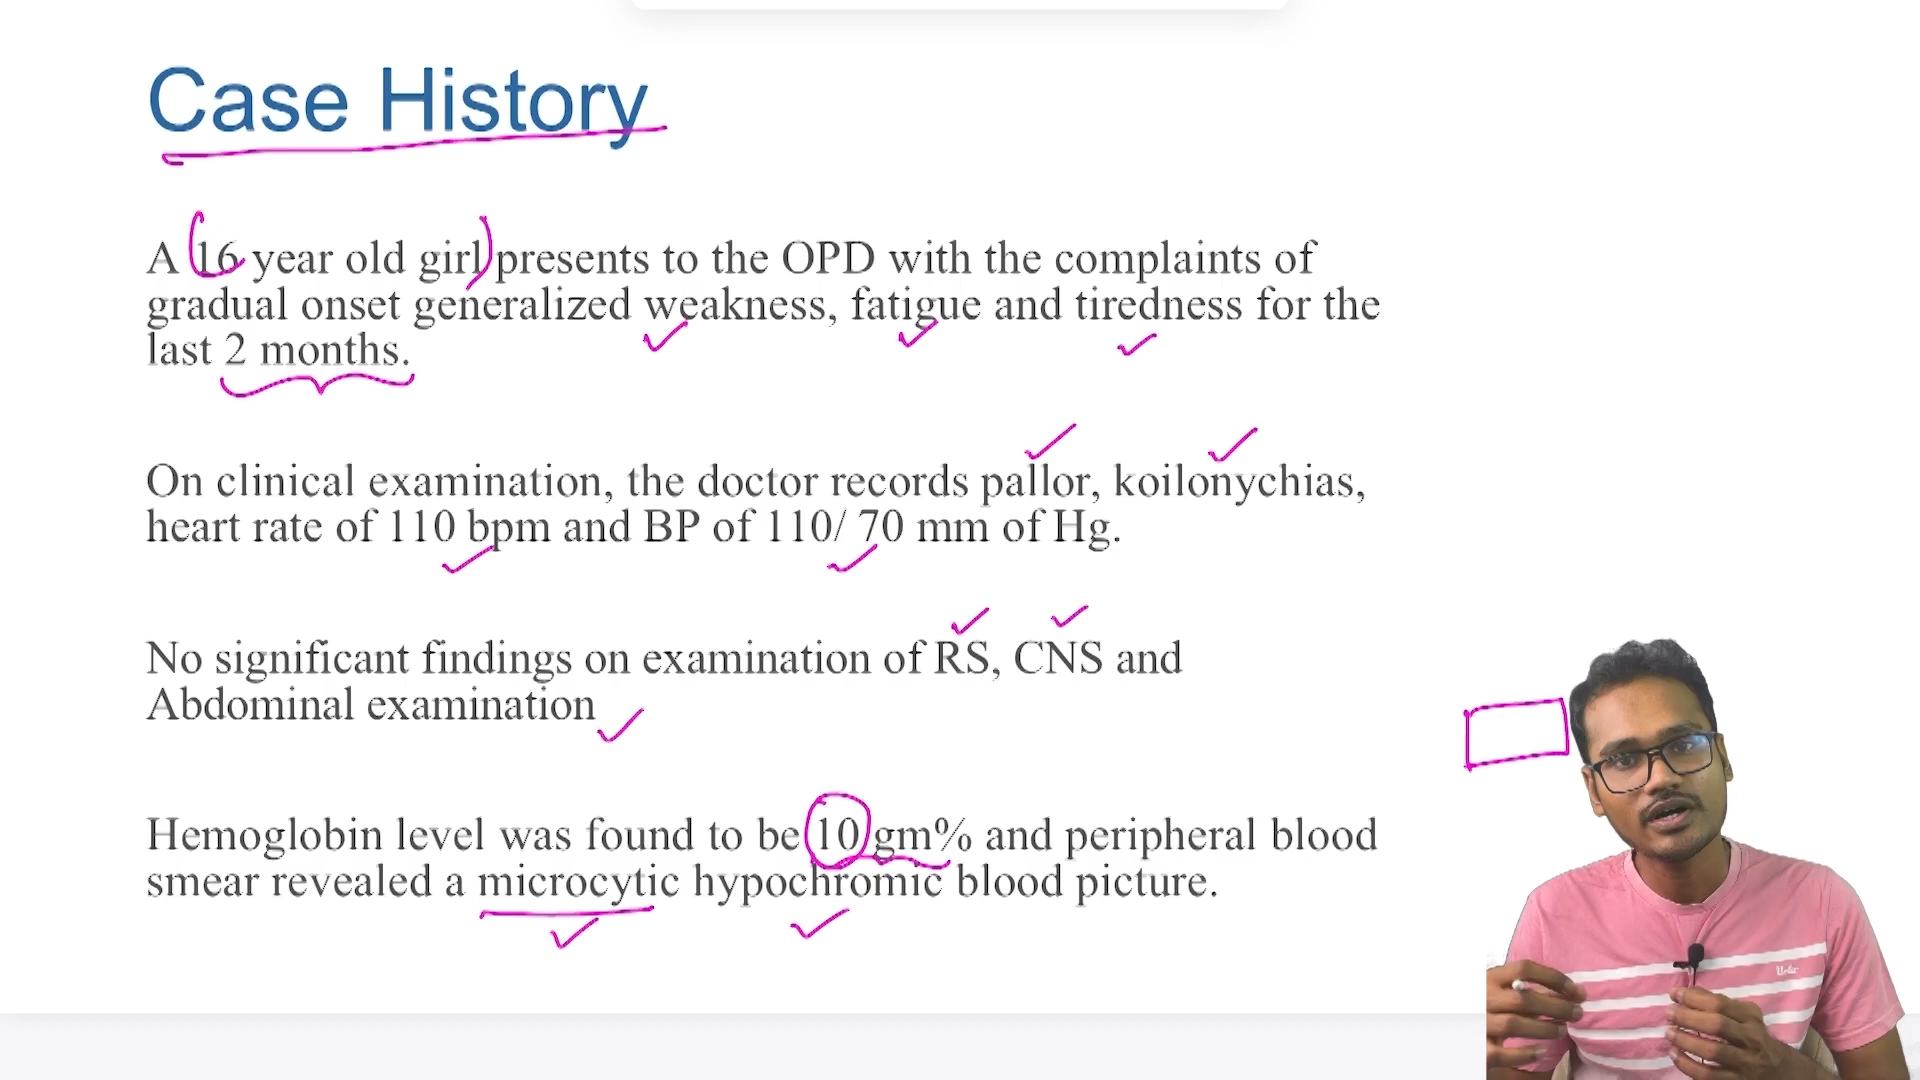 Case History
A 16 year old girl presents to the OPD with the complaints of
gradual onset generalized weakness, fatigue and tiredness for the
last 2 months.
On clinical examination, the doctor records pallor, koilonychias,
heart rate of 110 bpm and BP of 110/ 70 mm of Hg.
No significant findings on examination of RS, CNS and
Abdominal examination
Hemoglobin level was found to be 10 gm% and peripheral blood
smear revealed a microcytic hypochromic blood picture.